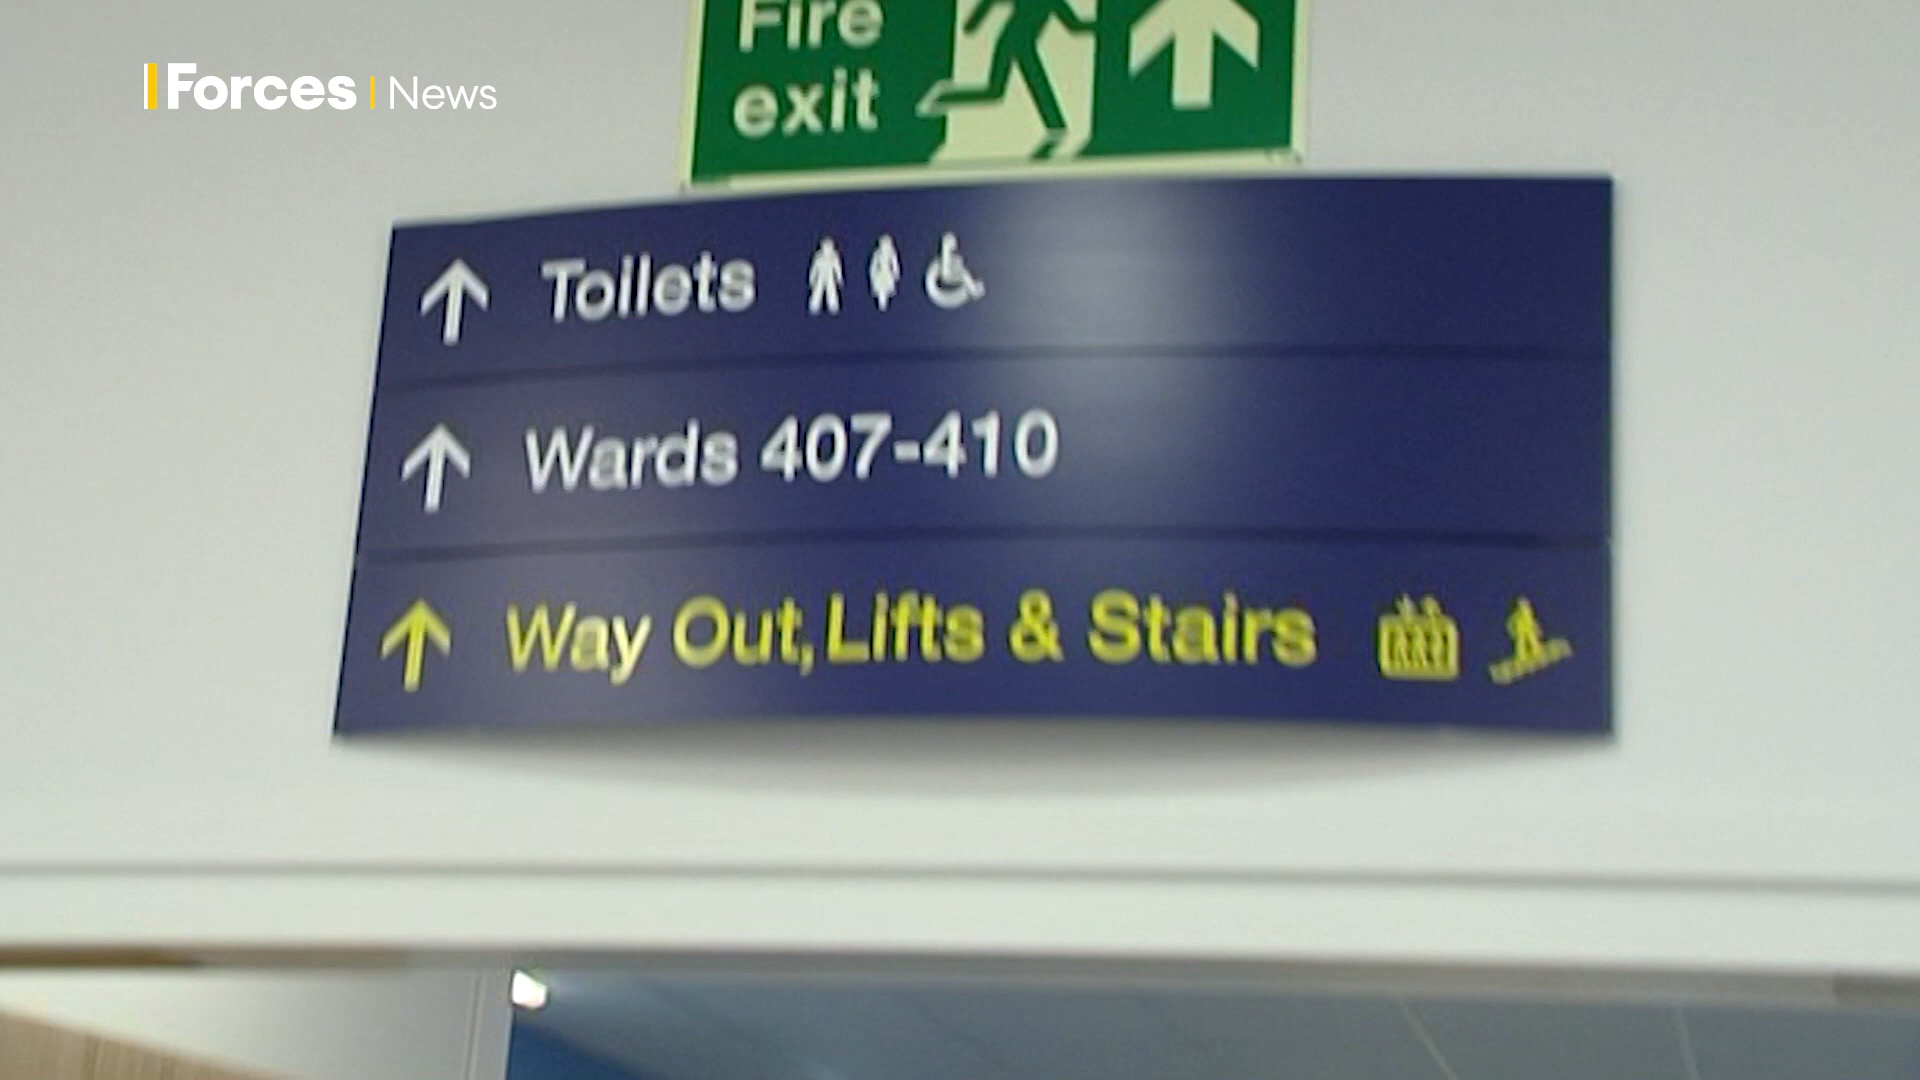 Fire
exit
Forces News
Toilets
Wards 407-410
Way Out, Lifts & Stairs